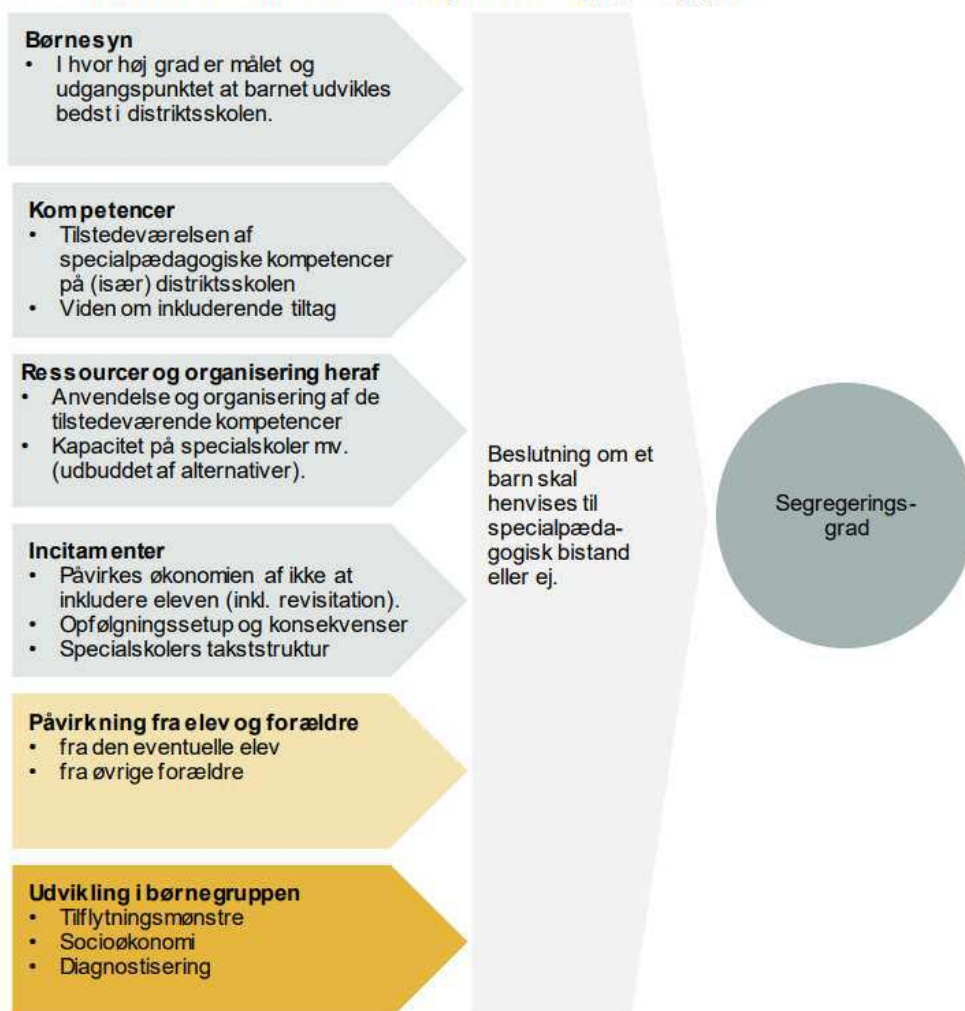 Børnesyn
• I hvor høj grad er målet og
udgangspunktet at barnet udvikles
bedst i distriktsskolen.
Kompetencer
• Tilstedeværelsen af
specialpædagogiske kompetencer
på (især) distriktsskolen
• Viden om inkluderende tiltag
Ressourcer og organisering heraf
• Anvendelse og organisering af de
tilstedeværende kompetencer
• Kapacitet på specialskoler mv.
(udbuddet af alternativer).
Incitamenter
• Påvirkes økonomien af ikke at
inkludere eleven (inkl. revisitation).
• Opfølgningssetup og konsekvenser
• Specialskolers takststruktur
Påvirkning fra elev og forældre
• fra den eventuelle elev
• fra øvrige forældre
Udvikling i børnegruppen
• Tilflytningsmønstre
• Socioøkonomi
• Diagnostisering
Beslutning om et
barn skal
henvises til
specialpæda-
gogisk bistand
eller ej.
Segregerings-
grad